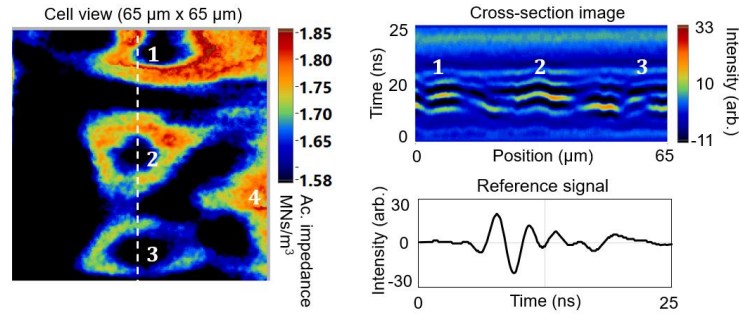 Cell view (65 µm x 65 µm)
1
2
3
4
1.85
1.80
1.75
1.70
1.65
1.58
Ac. impedance
MNs/m³
Cross-section image
25
20
0
Time (ns)
1
2
3
0
65
Position (µm)
33
10
-11
Intensity (arb.)
Reference signal
30
0
-30
Intensity (arb.)
0
25
Time (ns)